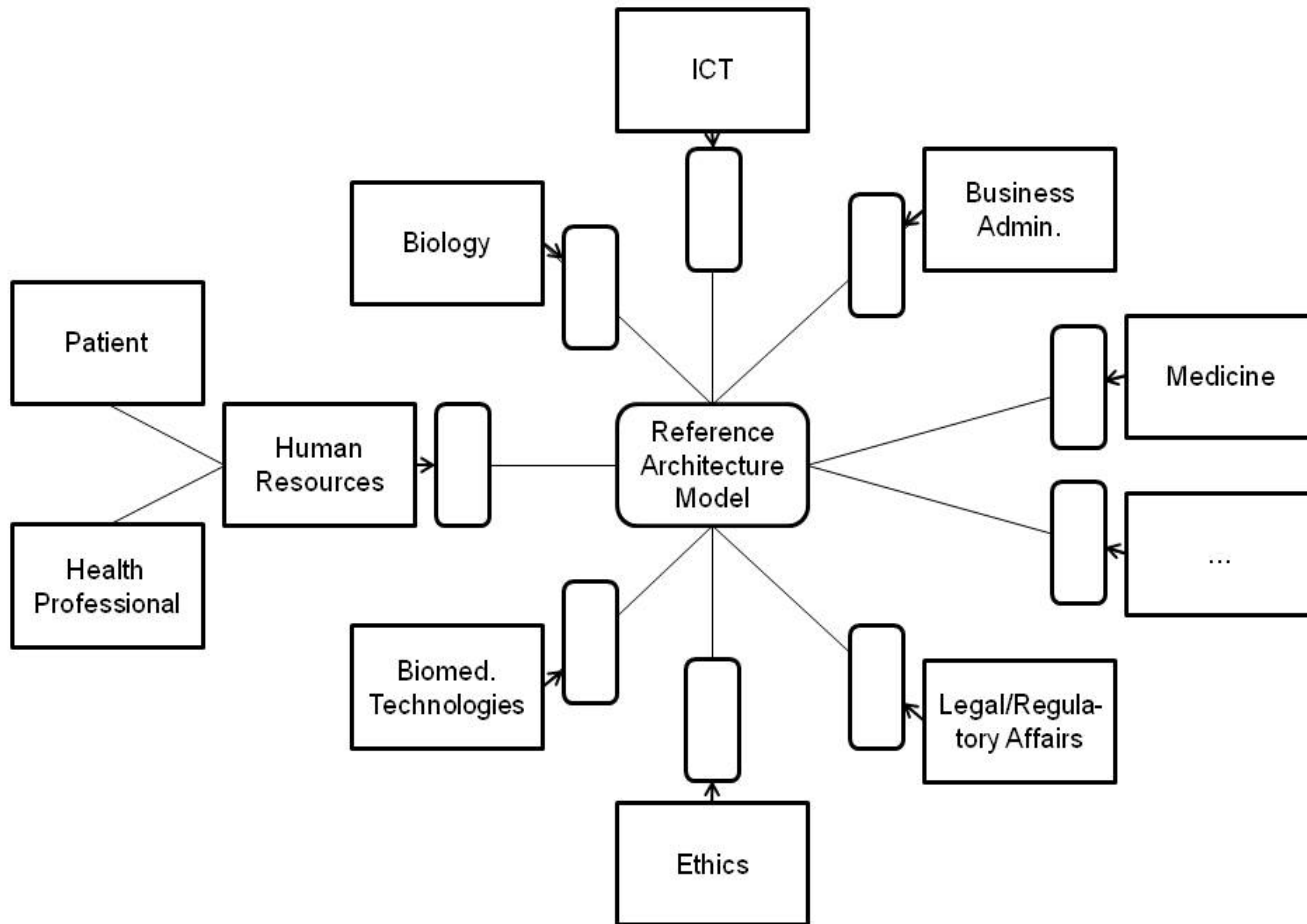 ICT
Business
Admin.
Biology
Patient
Medicine
Human
Resources
Reference
Architecture
Model
Health
Professional
...
Biomed.
Technologies
Legal/Regula-
tory Affairs
Ethics